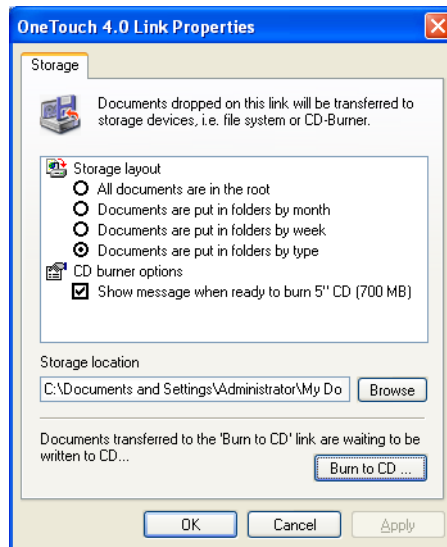 OneTouch 4.0 Link Properties
Storage
Documents dropped on this link will be transferred to
storage devices, i.e. file system or CD-Burner.
Storage layout
All documents are in the root
Documents are put in folders by month
Documents are put in folders by week
Documents are put in folders by type
CD burner options
Show message when ready to burn 5" CD (700 MB)
Storage location
C:\Documents and Settings\Administrator\My Do
Browse
Documents transferred to the 'Burn to CD' link are waiting to be
written to CD...
Burn to CD ...
OK Cancel Apply